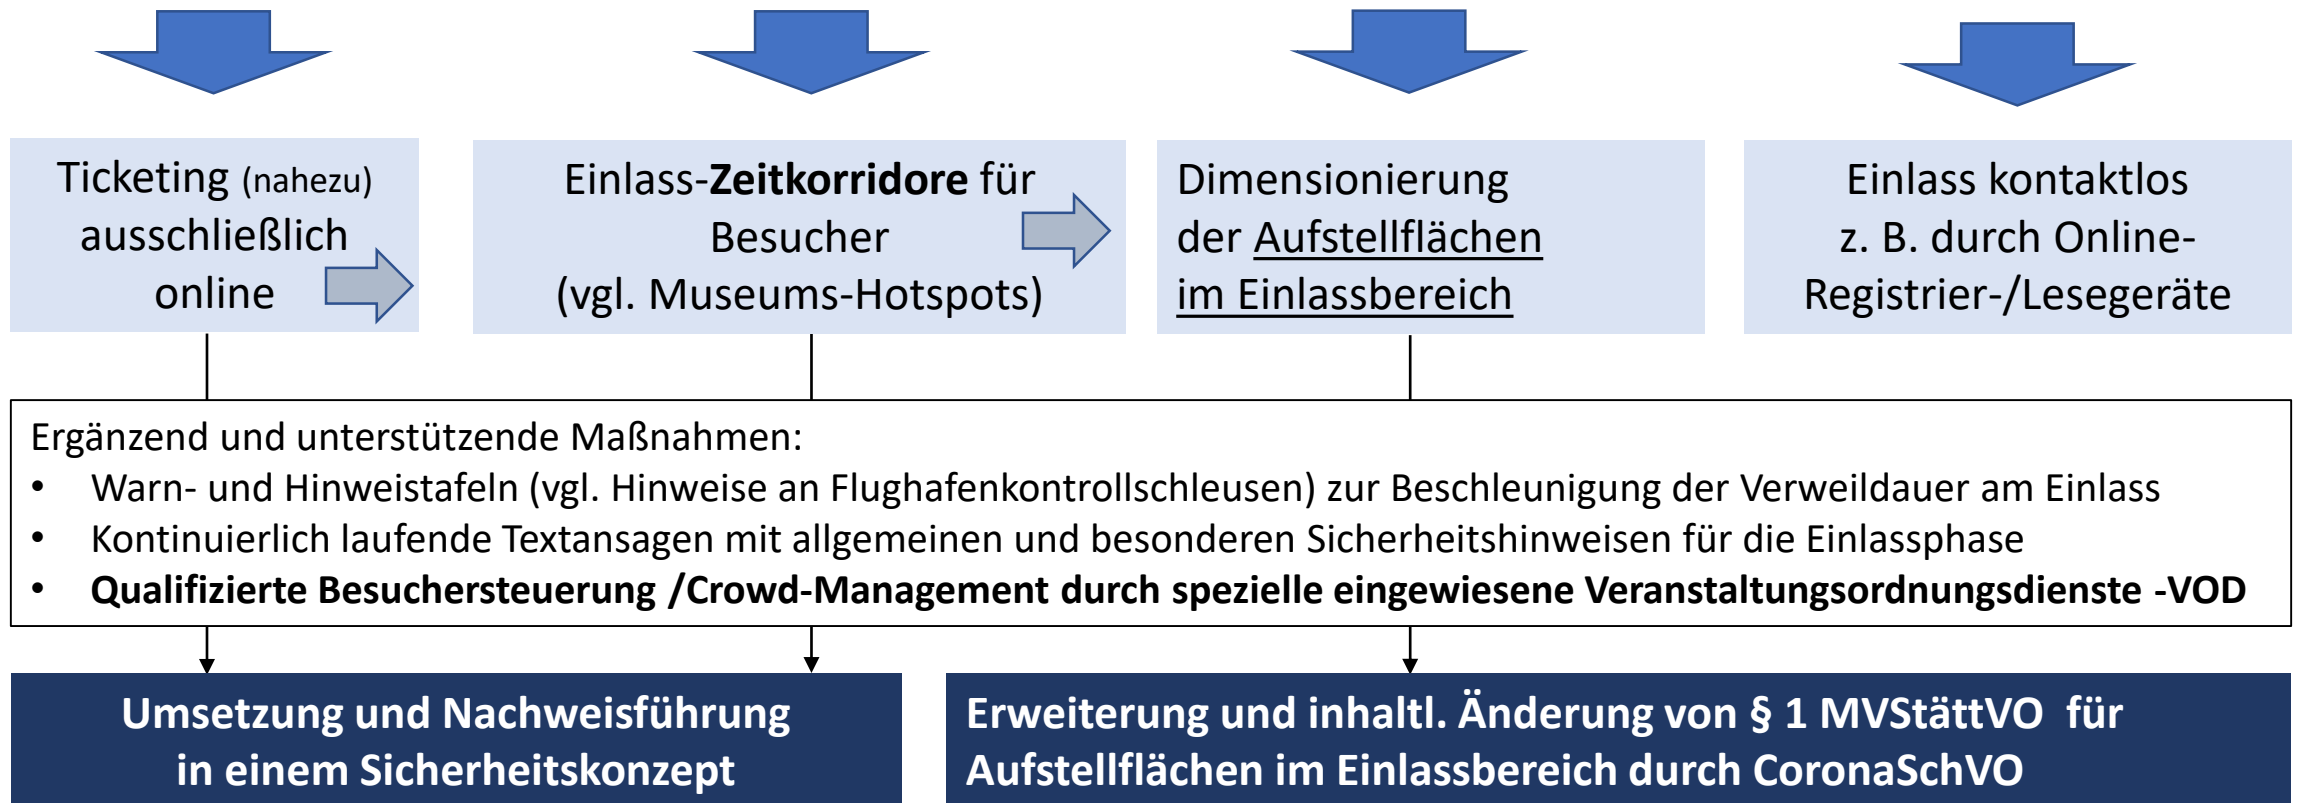 Ticketing (nahezu)
ausschließlich
online
Einlass-Zeitkorridore für
Besucher
(vgl. Museums-Hotspots)
Dimensionierung
der Aufstellflächen
im Einlassbereich
Einlass kontaktlos
z. B. durch Online-
Registrier-/Lesegeräte
Ergänzend und unterstützende Maßnahmen:
• Warn- und Hinweistafeln (vgl. Hinweise an Flughafenkontrollschleusen) zur Beschleunigung der Verweildauer am Einlass
• Kontinuierlich laufende Textansagen mit allgemeinen und besonderen Sicherheitshinweisen für die Einlassphase
• Qualifizierte Besuchersteuerung /Crowd-Management durch spezielle eingewiesene Veranstaltungsordnungsdienste -VOD
Umsetzung und Nachweisführung
in einem Sicherheitskonzept
Erweiterung und inhaltl. Änderung von § 1 MVStättVO für
Aufstellflächen im Einlassbereich durch CoronaSchVO